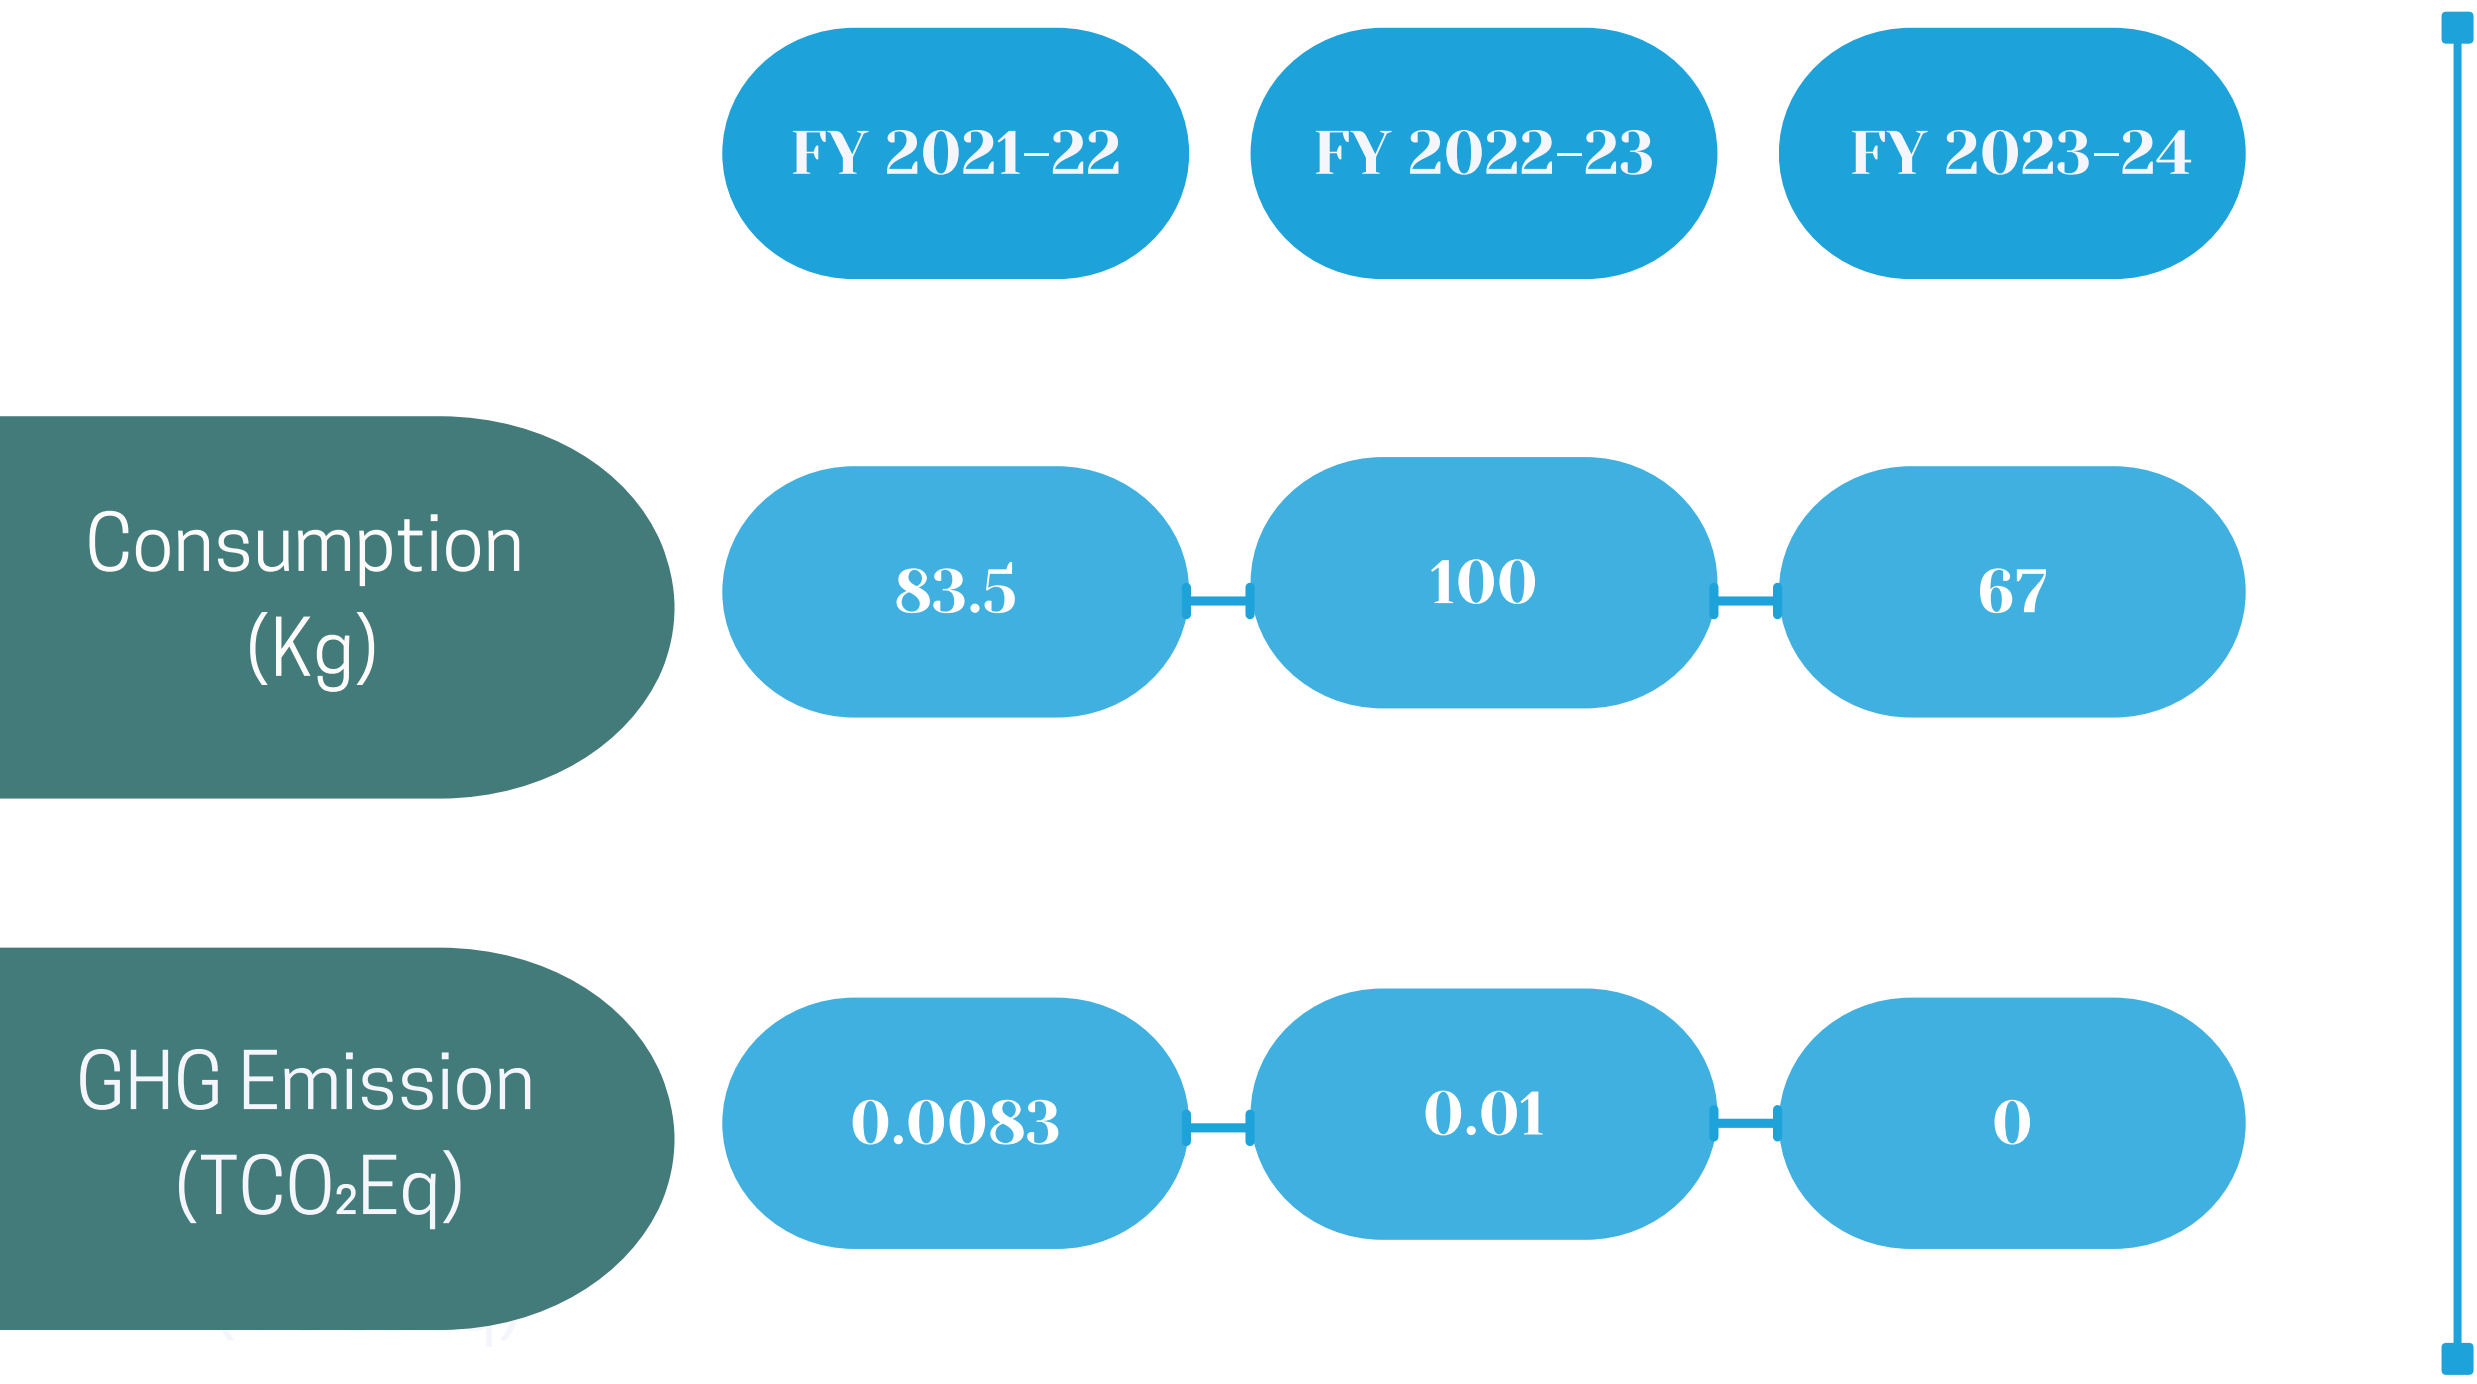 FY 2021–22
FY 2022–23
FY 2023–24
Consumption
(Kg)
83.5
100
67
GHG Emission
(TCO₂Eq)
0.0083
0.01
0